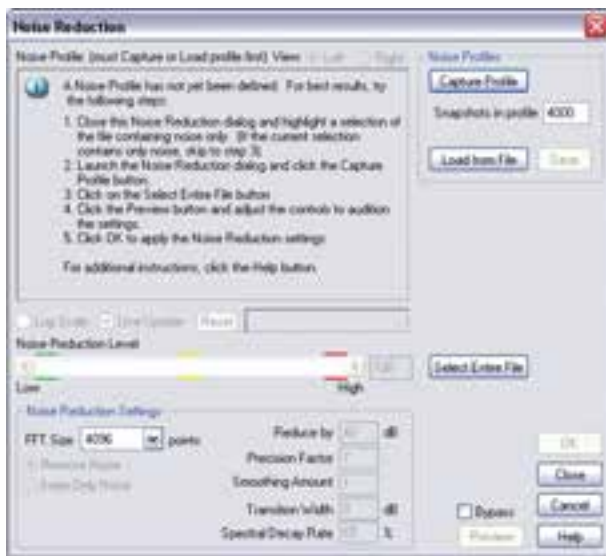 Noise Reduction
Noise Profile (must Capture or Load profile first) View: Left Right
A Noise Profile has not yet been defined. For best results, try
the following steps:
1. Close this Noise Reduction dialog and highlight a selection of
the file containing noise only. (If the current selection
contains only noise, skip to step 3).
2. Launch the Noise Reduction dialog and click the Capture
Profile button.
3. Click on the Select Entire File button
4. Click the Preview button and adjust the controls to audition
the settings.
5. Click OK to apply the Noise Reduction settings
For additional instructions, click the Help button.
Noise Profiles
Capture Profile
Snapshots in profile 4000
Load from File Save
Log Scale Live Update Reset
Noise Reduction Level
Low High
Select Entire File
Noise Reduction Settings
FFT Size 4096 points
Remove Noise
Keep Only Noise
Reduce by dB
Precision Factor
Smoothing Amount
Transition Width dB
Spectral Decay Rate %
Bypass
Preview
OK
Close
Cancel
Help